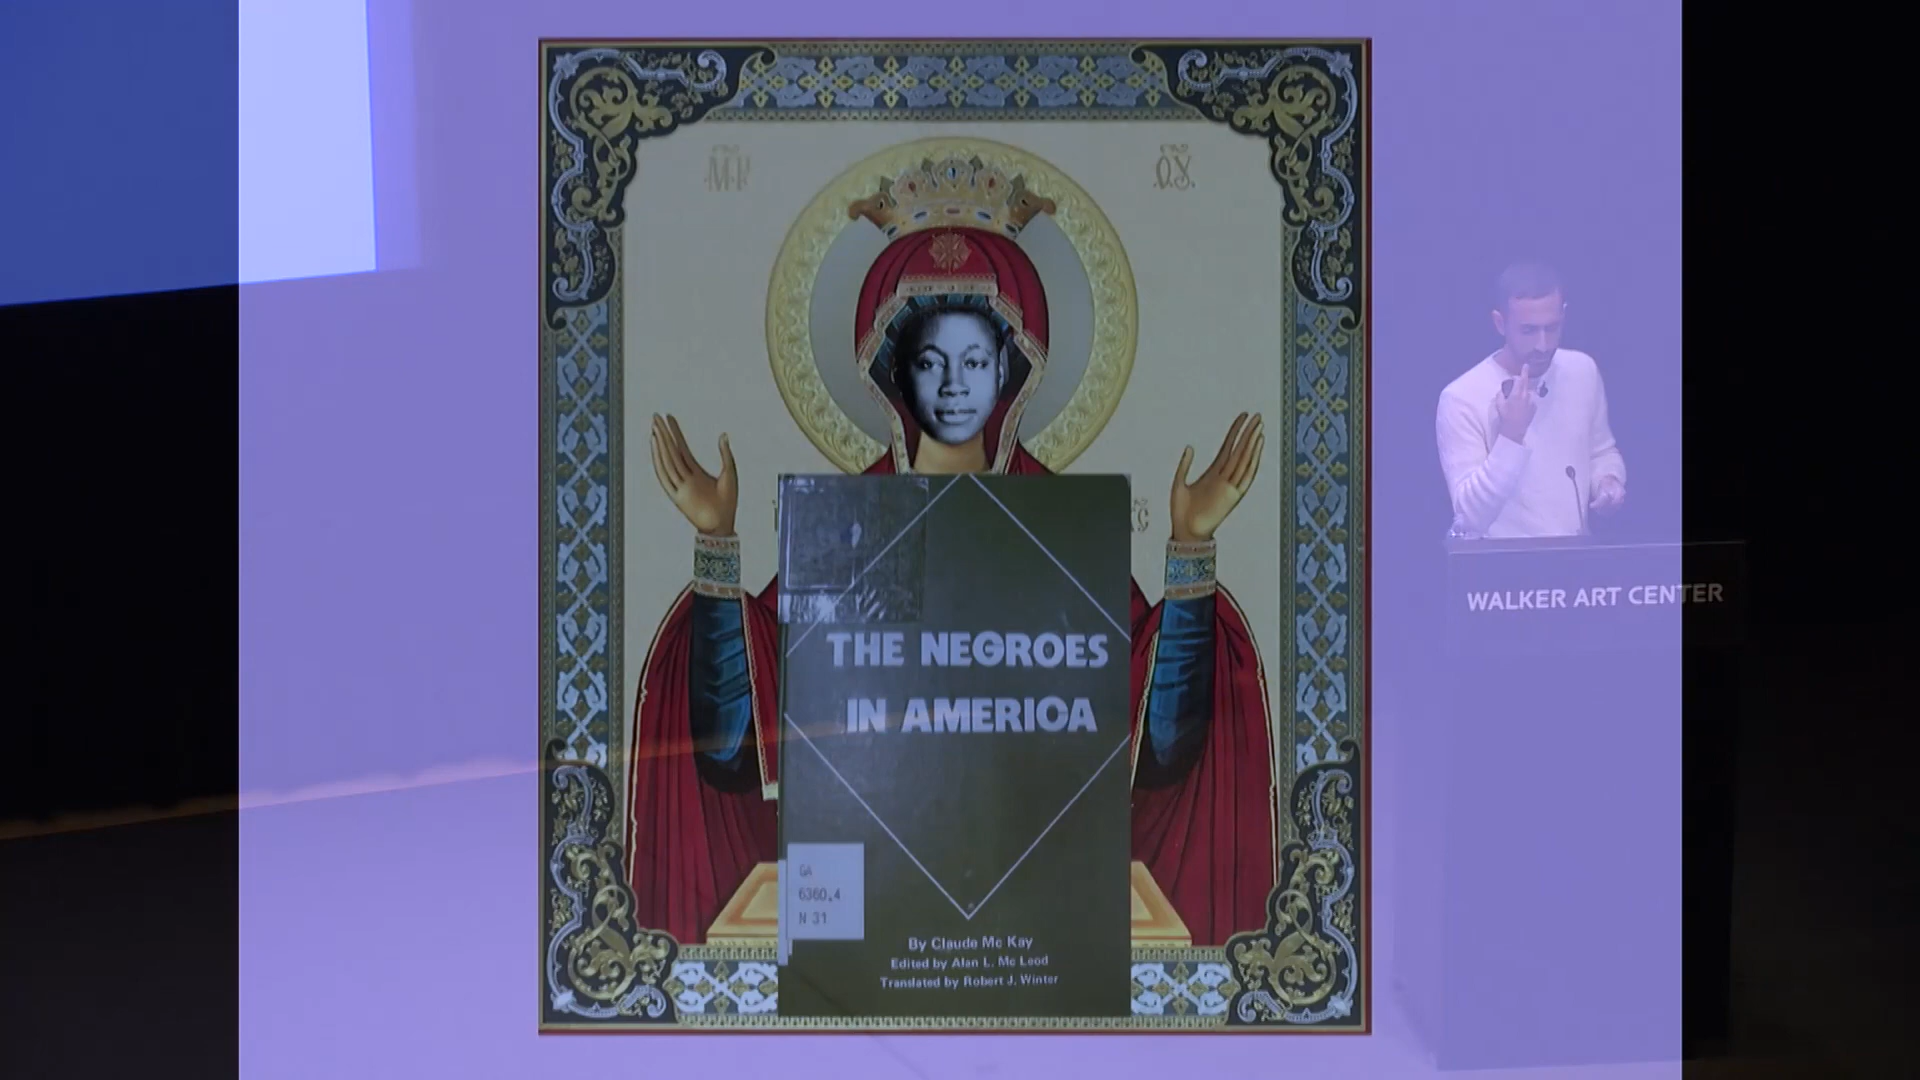 THE NEGROES
IN AMERICA
GA
6360.4
N 31
By Claude Mc Kay
Edited by Alan L. Mc Leod
Translated by Robert J. Winter
WALKER ART CENTER